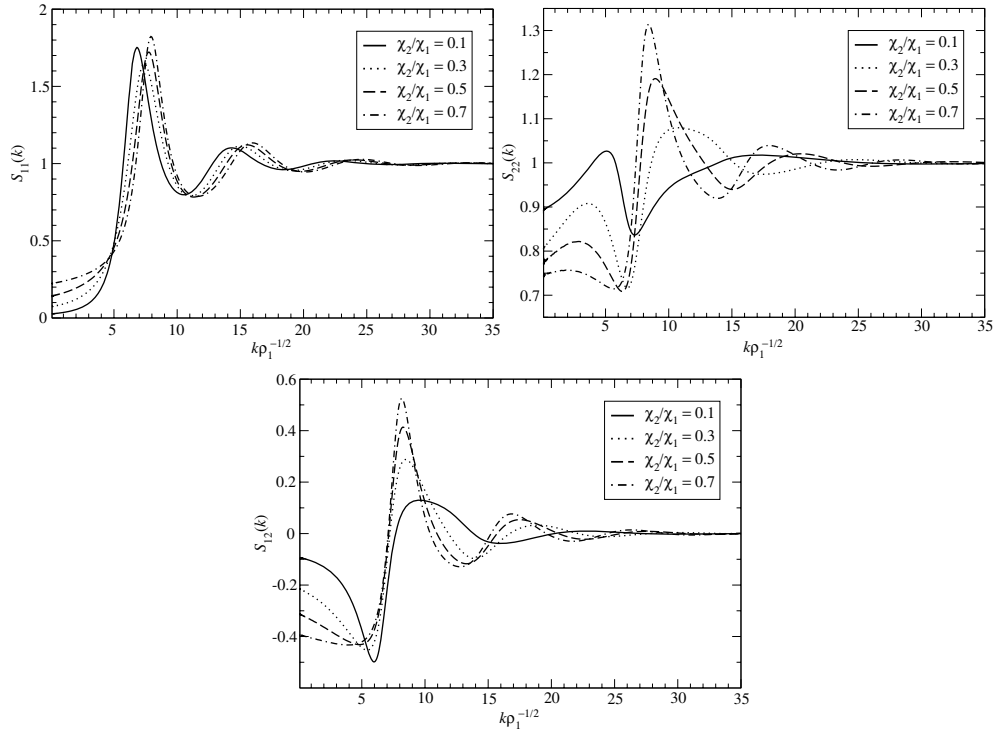 2
1.5
1
0.5
0
5
10
15
20
25
30
35
S₁₁(k)
kρ₁⁻¹/²
χ₂/χ₁ = 0.1
χ₂/χ₁ = 0.3
χ₂/χ₁ = 0.5
χ₂/χ₁ = 0.7
1.3
1.2
1.1
1.0
0.9
0.8
0.7
5
10
15
20
25
30
35
S₂₂(k)
kρ₁⁻¹/²
χ₂/χ₁ = 0.1
χ₂/χ₁ = 0.3
χ₂/χ₁ = 0.5
χ₂/χ₁ = 0.7
0.6
0.4
0.2
0
-0.2
-0.4
5
10
15
20
25
30
35
S₁₂(k)
kρ₁⁻¹/²
χ₂/χ₁ = 0.1
χ₂/χ₁ = 0.3
χ₂/χ₁ = 0.5
χ₂/χ₁ = 0.7